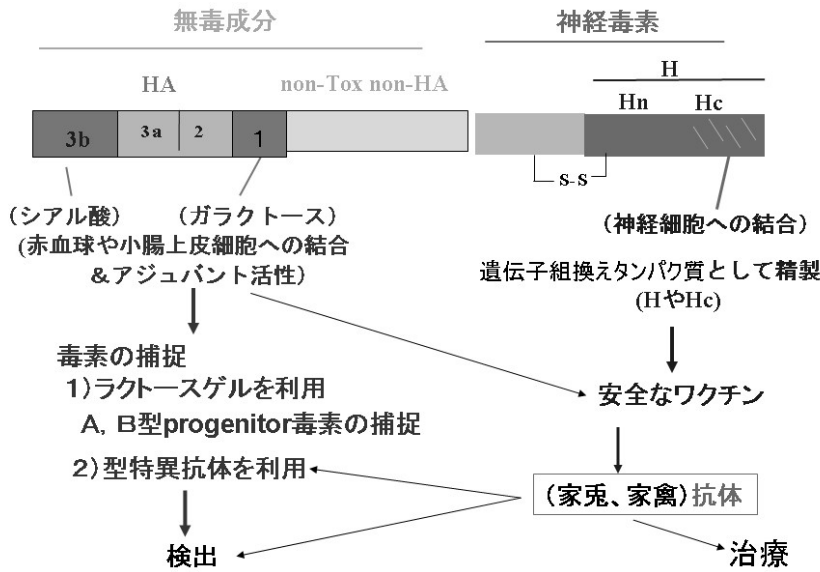 無毒成分
神経毒素
HA
non-Tox non-HA
H
Hn
Hc
3b
3a
2
1
S-S
(シアル酸)
(ガラクトース)
(赤血球や小腸上皮細胞への結合
&アジュバント活性)
(神経細胞への結合)
遺伝子組換えタンパク質として精製
(HやHc)
毒素の捕捉
1)ラクトースゲルを利用
A, B型progenitor毒素の捕捉
2)型特異抗体を利用
検出
安全なワクチン
(家兎、家禽)抗体
治療